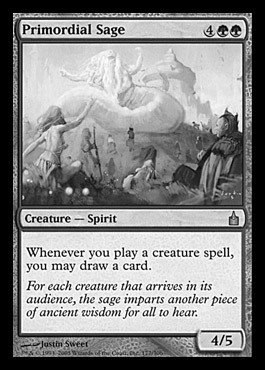 Primordial Sage 4
Creature — Spirit
Whenever you play a creature spell,
you may draw a card.
For each creature that arrives in its
audience, the sage imparts another piece
of ancient wisdom for all to hear.
Justin Sweet
4/5